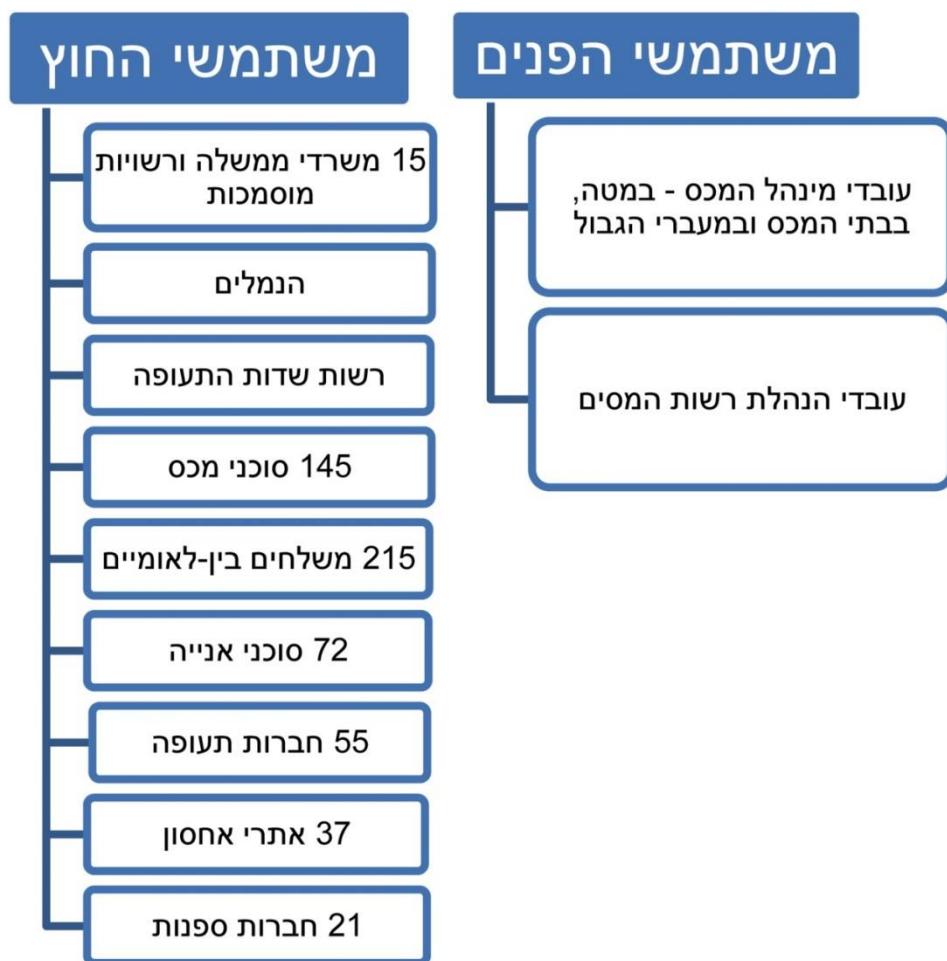 משתמשי הפנים
עובדי מינהל המכס - במטה,
בבתי המכס ובמעברי הגבול
עובדי הנהלת רשות המסים
משתמשי החוץ
15 משרדי ממשלה ורשויות
מוסמכות
הנמלים
רשות שדות התעופה
145 סוכני מכס
215 משלחים בין-לאומיים
72 סוכני אנייה
55 חברות תעופה
37 אתרי אחסון
21 חברות ספנות